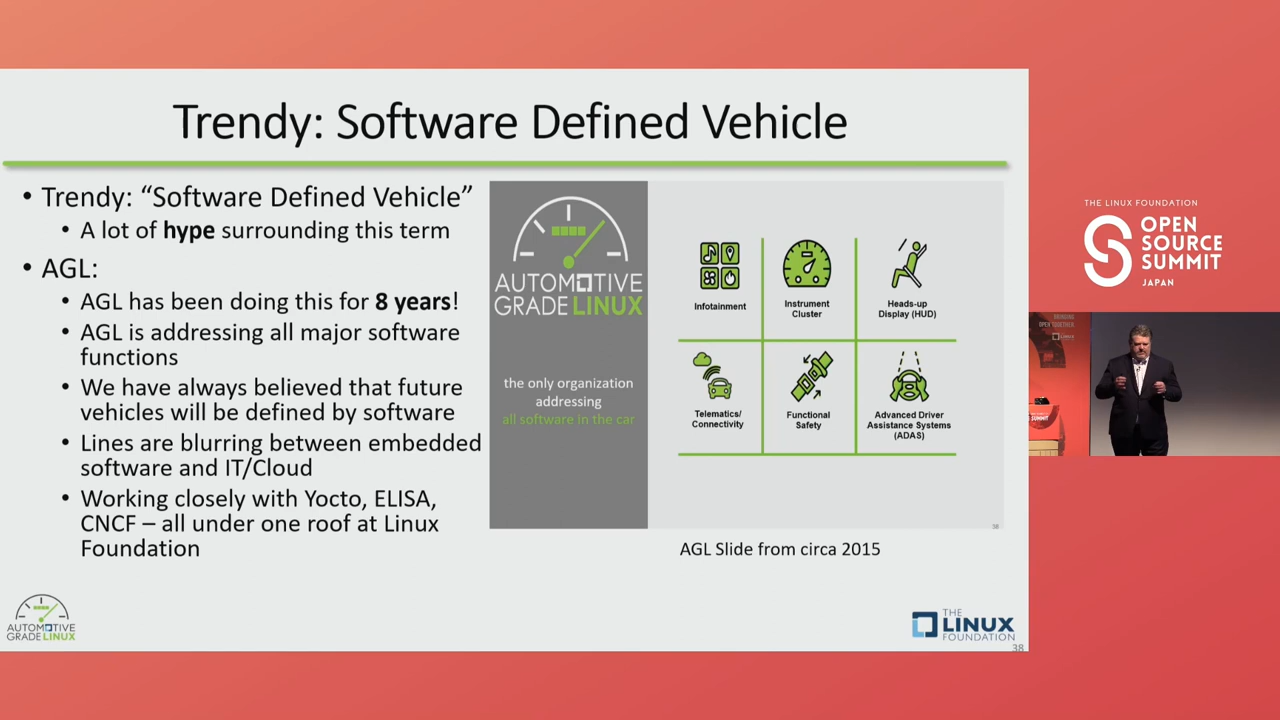 Trendy: Software Defined Vehicle
• Trendy: “Software Defined Vehicle”
• A lot of hype surrounding this term
• AGL:
• AGL has been doing this for 8 years!
• AGL is addressing all major software
functions
• We have always believed that future
vehicles will be defined by software
• Lines are blurring between embedded
software and IT/Cloud
• Working closely with Yocto, ELISA,
CNCF – all under one roof at Linux
Foundation
AUTOMOTIVE
GRADE LINUX
the only organization
addressing
all software in the car
Infotainment
Instrument
Cluster
Heads-up
Display (HUD)
Telematics/
Connectivity
Functional
Safety
Advanced Driver
Assistance Systems
(ADAS)
38
AGL Slide from circa 2015
AUTOMOTIVE
GRADE LINUX
THE
LINUX
FOUNDATION
38
THE LINUX FOUNDATION
OPEN
SOURCE
SUMMIT
JAPAN
BRINGING
OPEN TOGETHER